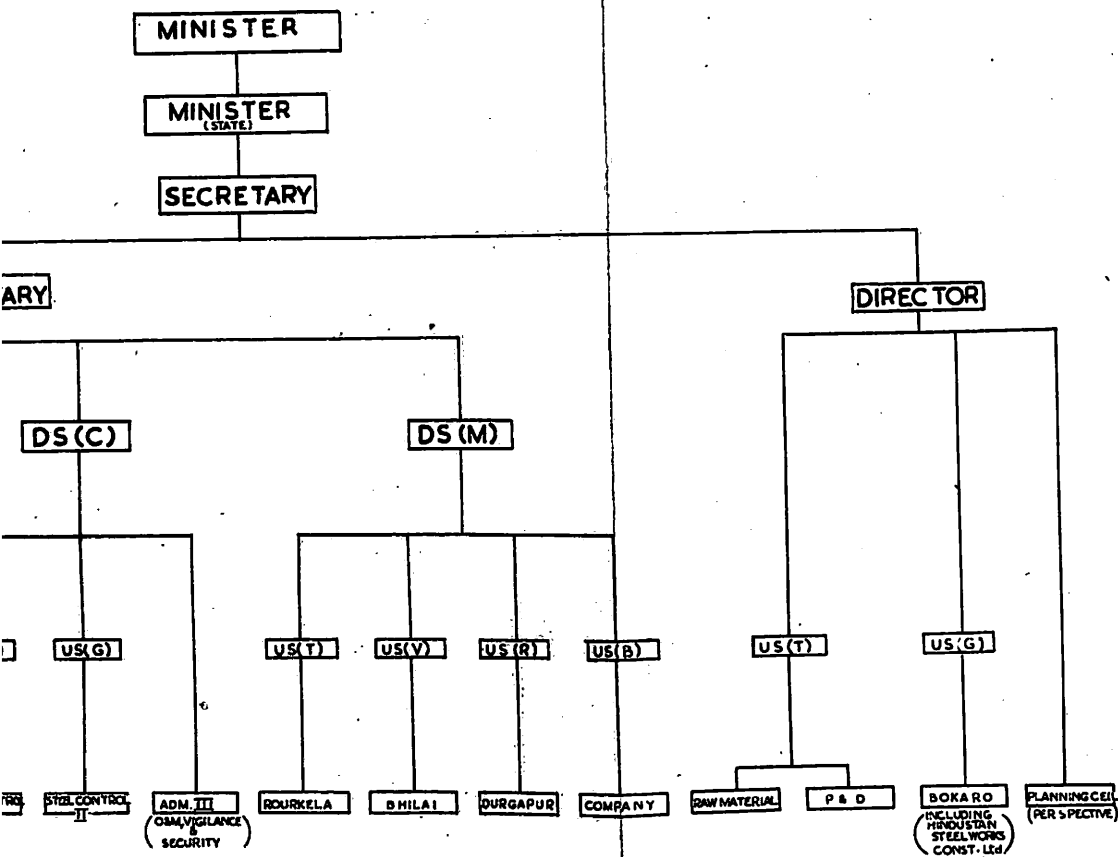 MINISTER
MINISTER
(STATE)
SECRETARY
ARY
DIRECTOR
DS(C)
DS(M)
US(G)
US(T)
US(V)
US(R)
US(B)
US(T)
US(G)
STEEL CONTROL
II
ADM. III
(O&M, VIGILANCE
&
SECURITY)
ROURKELA
BHILAI
DURGAPUR
COMPANY
RAW MATERIAL
P & D
BOKARO
(INCLUDING
HINDUSTAN
STEEL WORKS
CONST. Ltd)
PLANNING CELL
(PERSPECTIVE)